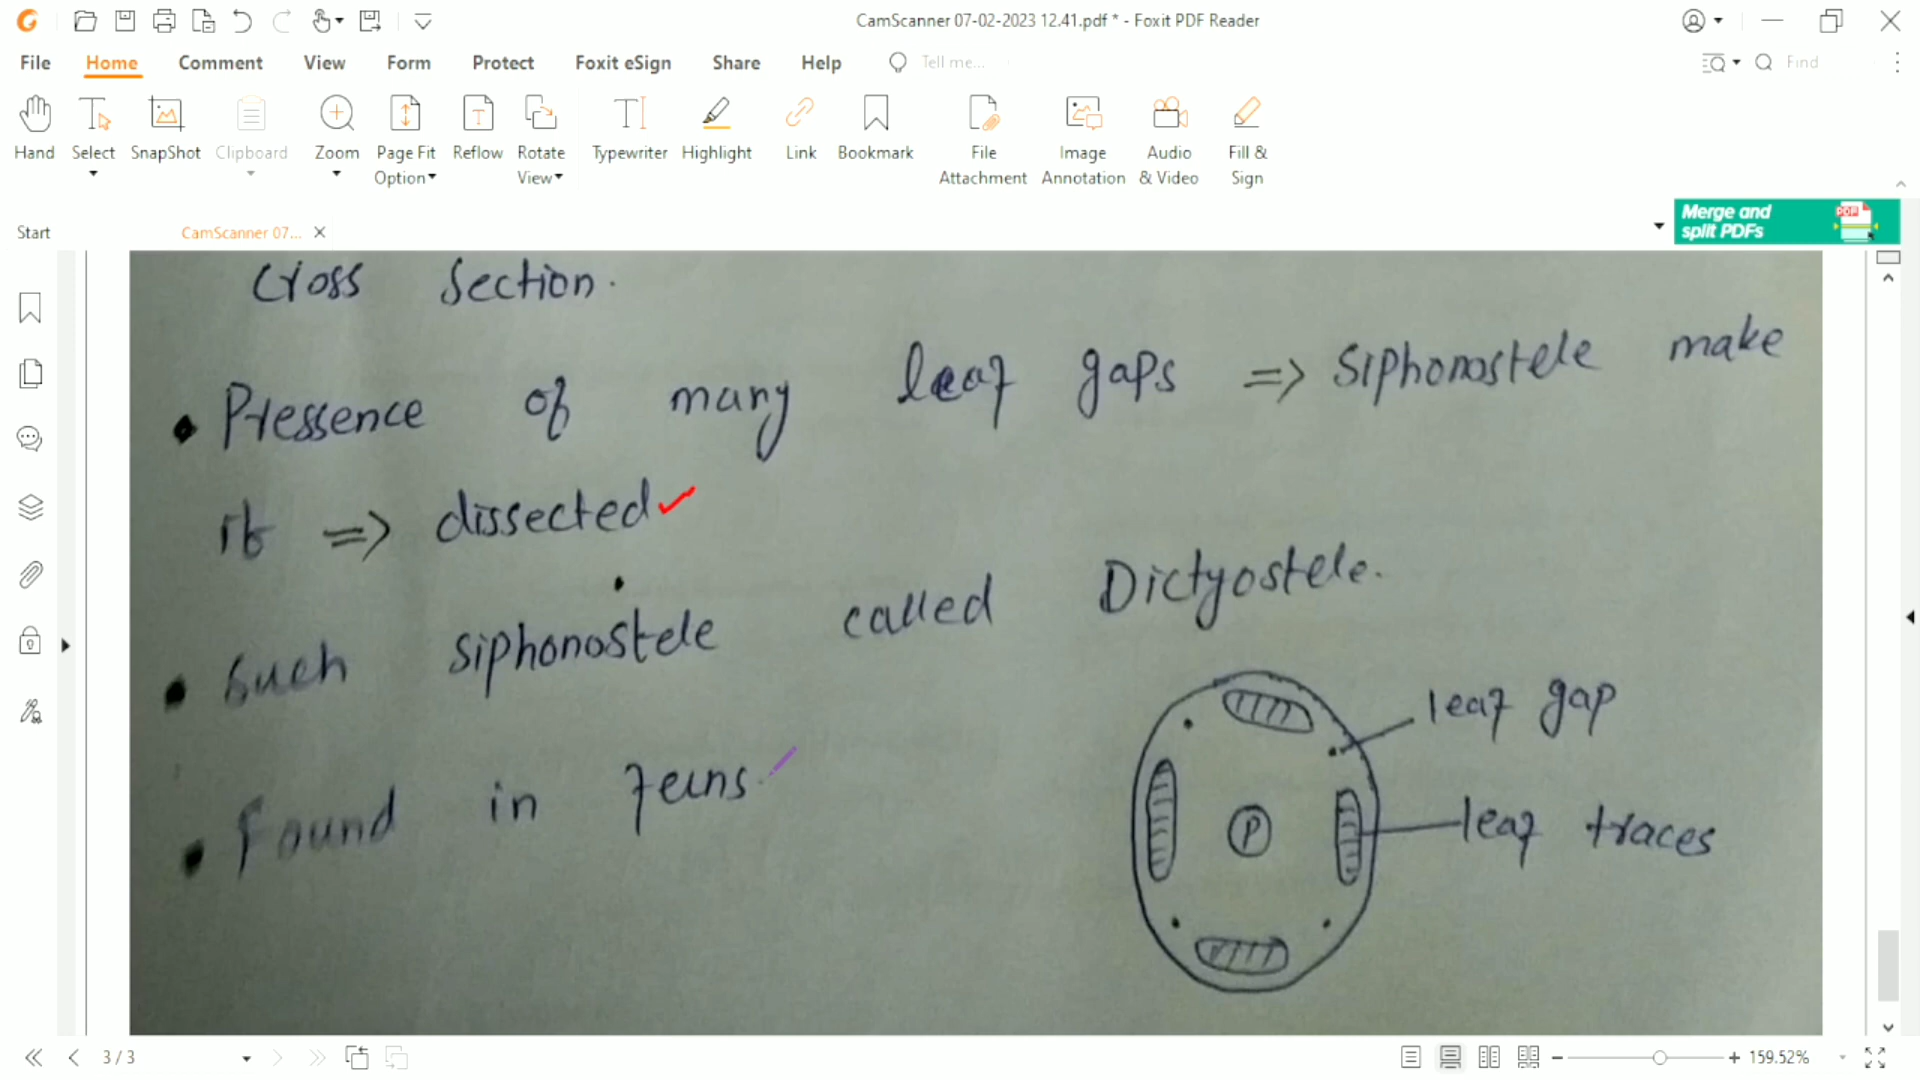 CamScanner 07-02-2023 12.41.pdf * - Foxit PDF Reader
File Home Comment View Form Protect Foxit eSign Share Help Tell me... Find
Hand Select SnapShot Clipboard Zoom Page Fit Option Reflow Rotate View Typewriter Highlight Link Bookmark File Attachment Image Annotation Audio & Video Fill & Sign
Merge and
split PDFs
PDF
Start CamScanner 07...
Cross Section.
Pressence of many leaf gaps => Siphonostele make
it => dissected
Such siphonostele called Dictyostele.
leaf gap
Found in ferns.
P
leaf traces
3 / 3
159.52%